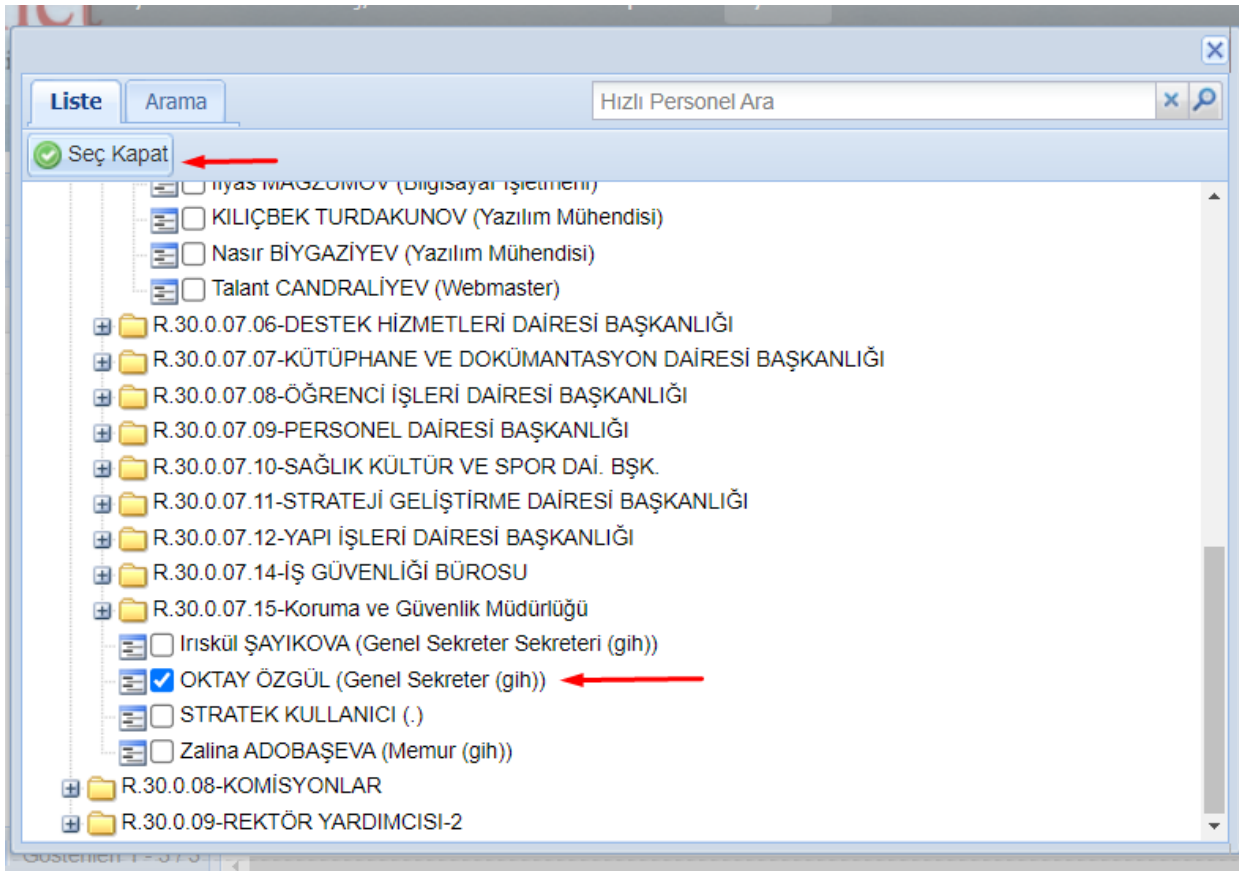 Liste
Arama
Hızlı Personel Ara
Seç Kapat
İlyas MAGZUMOV (Bilgisayar İşletmeni)
KILIÇBEK TURDAKUNOV (Yazılım Mühendisi)
Nasır BİYGAZİYEV (Yazılım Mühendisi)
Talant CANDRALİYEV (Webmaster)
R.30.0.07.06-DESTEK HİZMETLERİ DAİRESİ BAŞKANLIĞI
R.30.0.07.07-KÜTÜPHANE VE DOKÜMANTASYON DAİRESİ BAŞKANLIĞI
R.30.0.07.08-ÖĞRENCİ İŞLERİ DAİRESİ BAŞKANLIĞI
R.30.0.07.09-PERSONEL DAİRESİ BAŞKANLIĞI
R.30.0.07.10-SAĞLIK KÜLTÜR VE SPOR DAİ. BŞK.
R.30.0.07.11-STRATEJİ GELİŞTİRME DAİRESİ BAŞKANLIĞI
R.30.0.07.12-YAPI İŞLERİ DAİRESİ BAŞKANLIĞI
R.30.0.07.14-İŞ GÜVENLİĞİ BÜROSU
R.30.0.07.15-Koruma ve Güvenlik Müdürlüğü
Irıskül ŞAYIKOVA (Genel Sekreter Sekreteri (gih))
OKTAY ÖZGÜL (Genel Sekreter (gih))
STRATEK KULLANICI (.)
Zalina ADOBAŞEVA (Memur (gih))
R.30.0.08-KOMİSYONLAR
R.30.0.09-REKTÖR YARDIMCISI-2